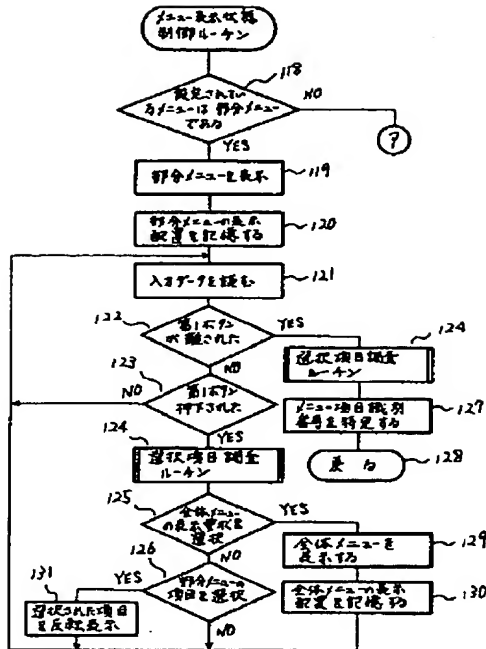 メニュー表示状態
制御ルーチン
118
設定されてい
るメニューは部分メニュー
である
NO
YES
ア
部分メニューを表示
119
部分メニューの表示
配置を記憶する
120
入力データを読む
121
122
第1ボタン
が離された
YES
NO
124
選択項目調査
ルーチン
123
第1ボタン
押下された
NO
YES
メニュー項目識別
番号を特定する
127
124
選択項目調査
ルーチン
128
125
全体メニュー
の表示要求を
選択
YES
NO
全体メニューを
表示する
129
126
部分メニューの
項目を選択
YES
NO
131
選択された項目
を反転表示
全体メニューの表示
配置を記憶する
130